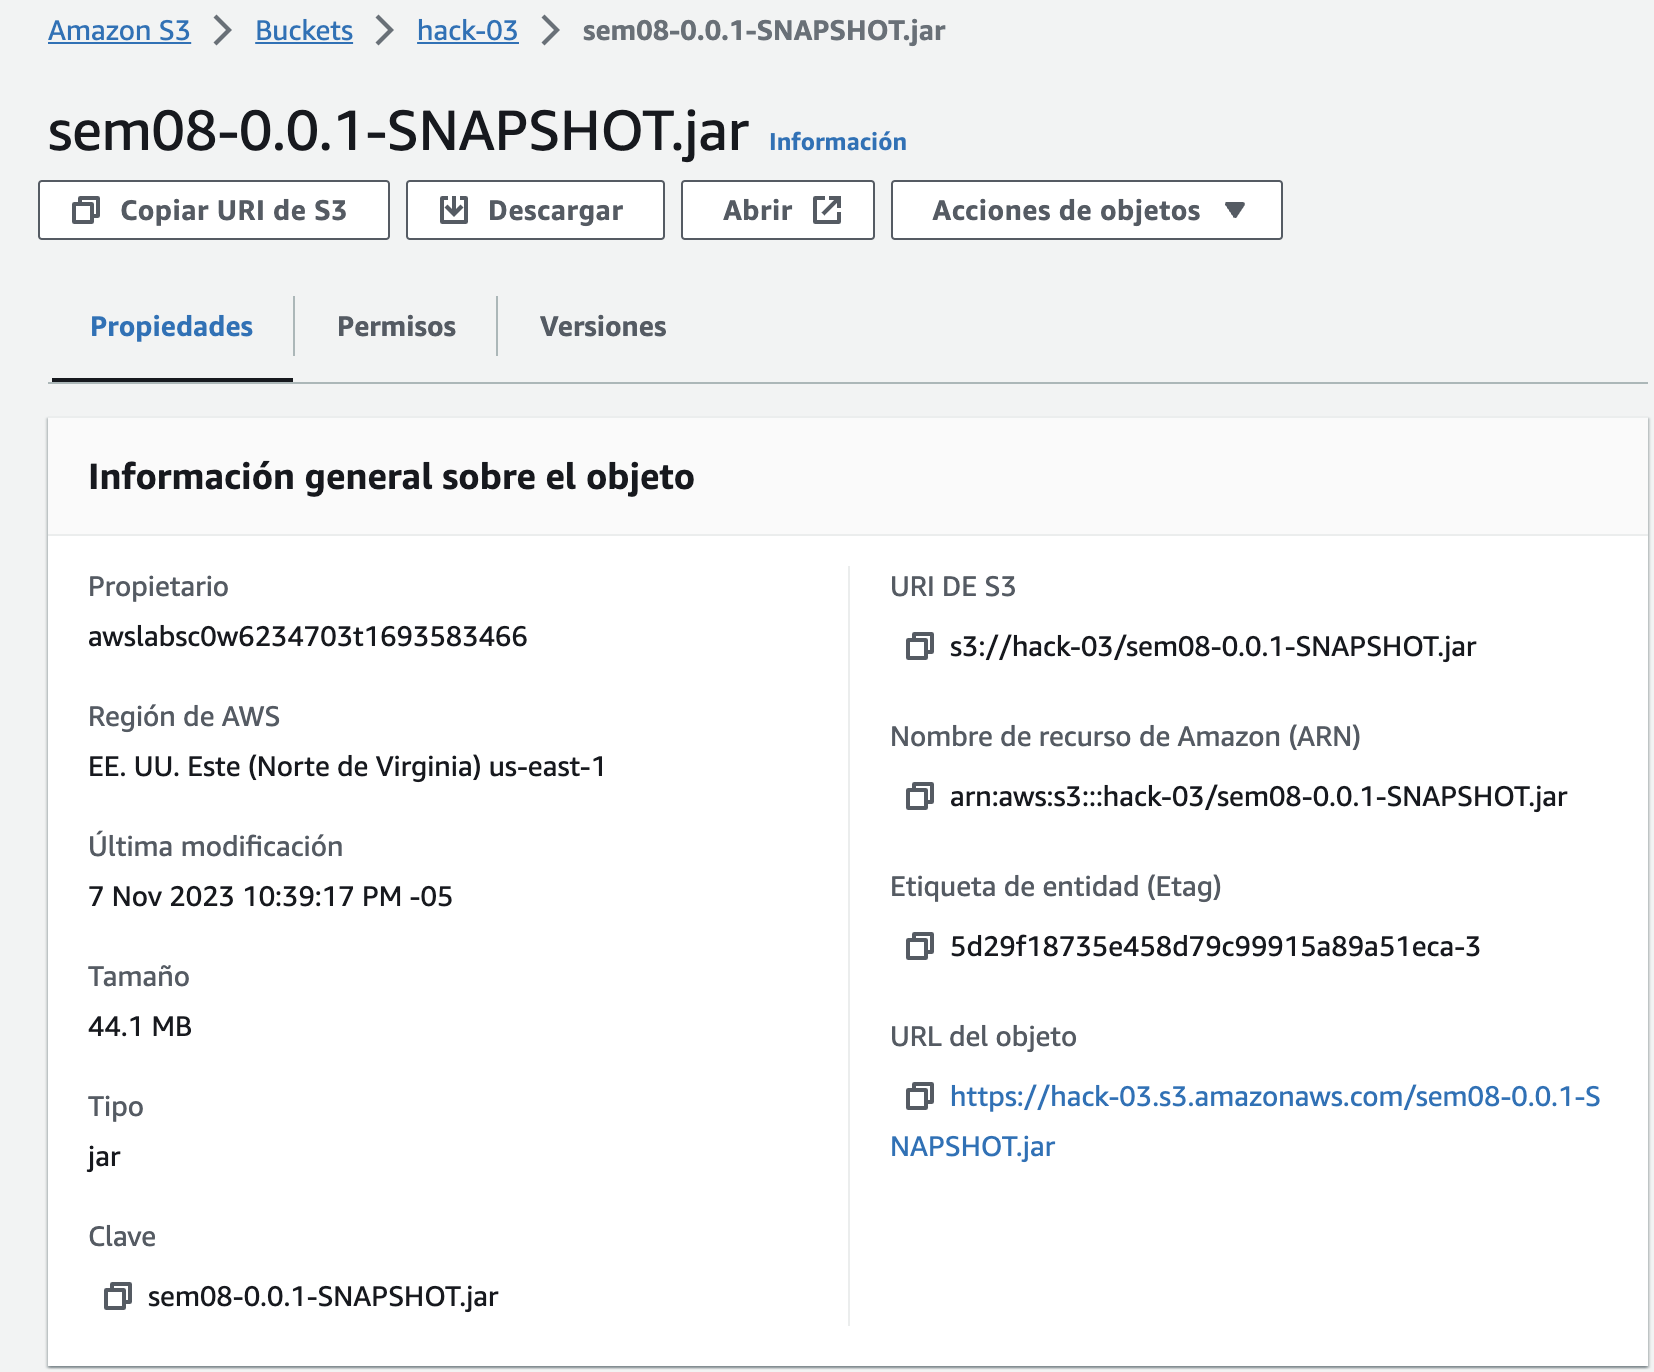 Amazon S3 > Buckets > hack-03 > sem08-0.0.1-SNAPSHOT.jar
sem08-0.0.1-SNAPSHOT.jar Información
Copiar URI de S3 Descargar Abrir Acciones de objetos
Propiedades Permisos Versiones
Información general sobre el objeto
Propietario
awslabsc0w6234703t1693583466
Región de AWS
EE. UU. Este (Norte de Virginia) us-east-1
Última modificación
7 Nov 2023 10:39:17 PM -05
Tamaño
44.1 MB
Tipo
jar
Clave
sem08-0.0.1-SNAPSHOT.jar
URI DE S3
s3://hack-03/sem08-0.0.1-SNAPSHOT.jar
Nombre de recurso de Amazon (ARN)
arn:aws:s3:::hack-03/sem08-0.0.1-SNAPSHOT.jar
Etiqueta de entidad (Etag)
5d29f18735e458d79c99915a89a51eca-3
URL del objeto
https://hack-03.s3.amazonaws.com/sem08-0.0.1-S
NAPSHOT.jar